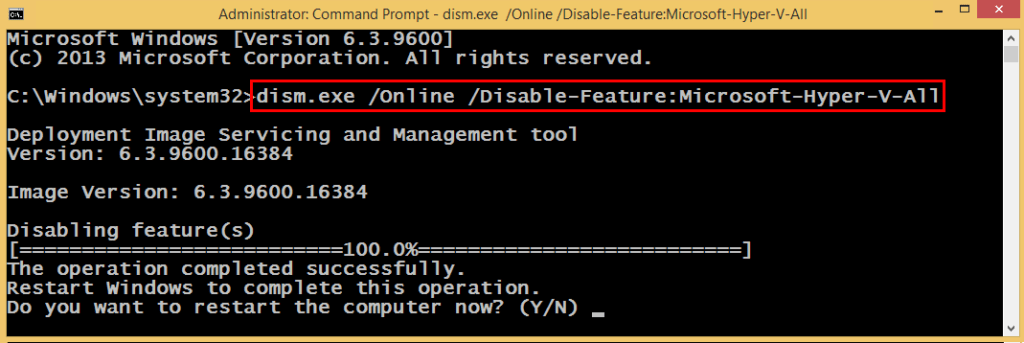 Administrator: Command Prompt - dism.exe  /Online /Disable-Feature:Microsoft-Hyper-V-All
Microsoft Windows [Version 6.3.9600]
(c) 2013 Microsoft Corporation. All rights reserved.
C:\Windows\system32>dism.exe /Online /Disable-Feature:Microsoft-Hyper-V-All
Deployment Image Servicing and Management tool
Version: 6.3.9600.16384
Image Version: 6.3.9600.16384
Disabling feature(s)
[==========================100.0%==========================]
The operation completed successfully.
Restart Windows to complete this operation.
Do you want to restart the computer now? (Y/N) _